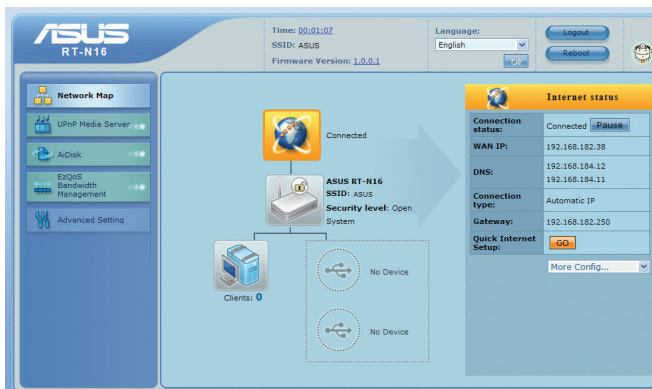 ASUS
RT-N16
Time: 00:01:07
SSID: ASUS
Firmware Version: 1.0.0.1
Language:
English
OK
Logout
Reboot
Network Map
UPnP Media Server
AiDisk
EzQoS
Bandwidth
Management
Advanced Setting
Connected
ASUS RT-N16
SSID: ASUS
Security level: Open
System
Clients: 0
No Device
No Device
Internet status
Connection
status:
Connected Pause
WAN IP: 192.168.182.38
DNS: 192.168.184.12
192.168.184.11
Connection
type:
Automatic IP
Gateway: 192.168.182.250
Quick Internet
Setup:
GO
More Config...